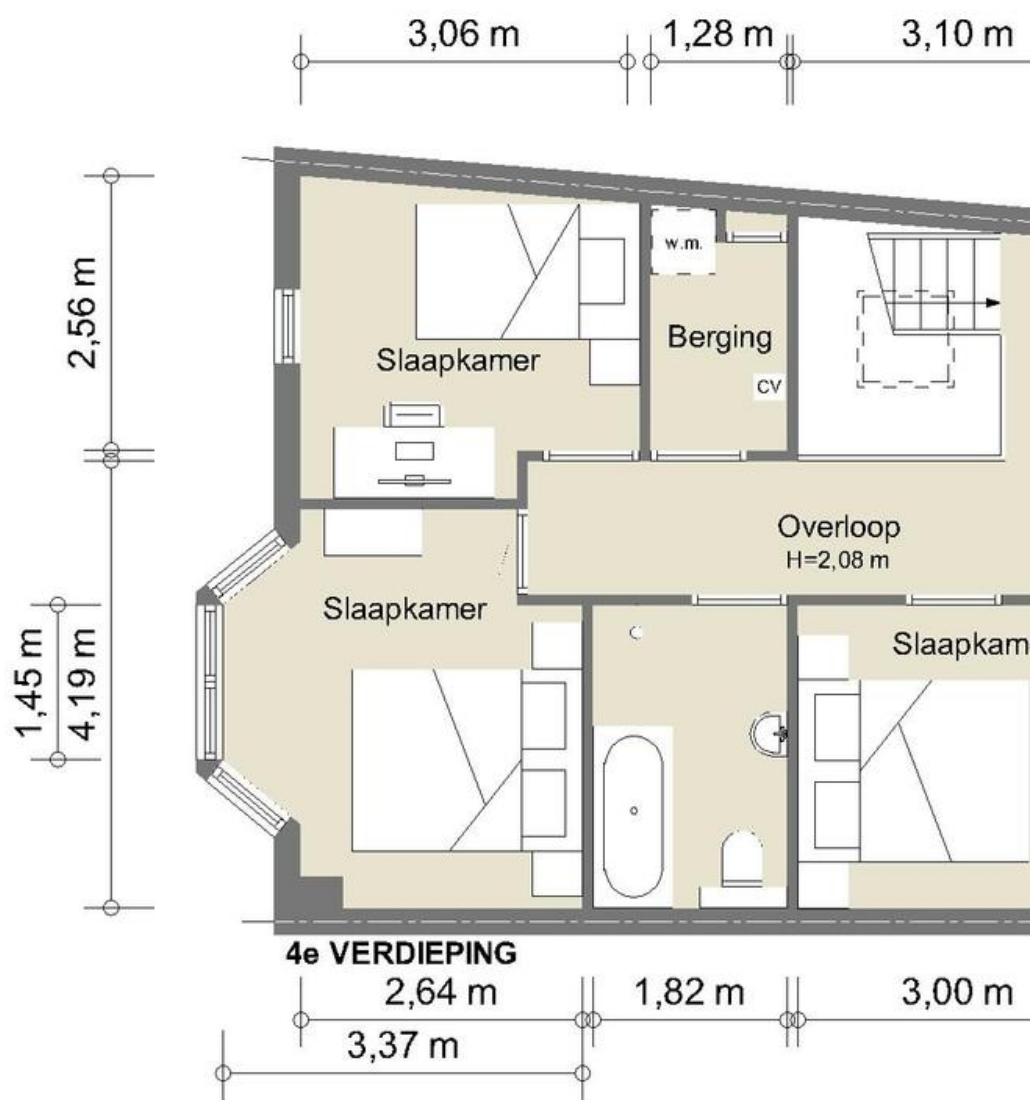 3,06 m
1,28 m
3,10 m
2,56 m
w.m.
Berging
Slaapkamer
CV
Overloop
H=2,08 m
Slaapkamer
Slaapkam
1,45 m
4,19 m
4e VERDIEPING
2,64 m
1,82 m
3,00 m
3,37 m